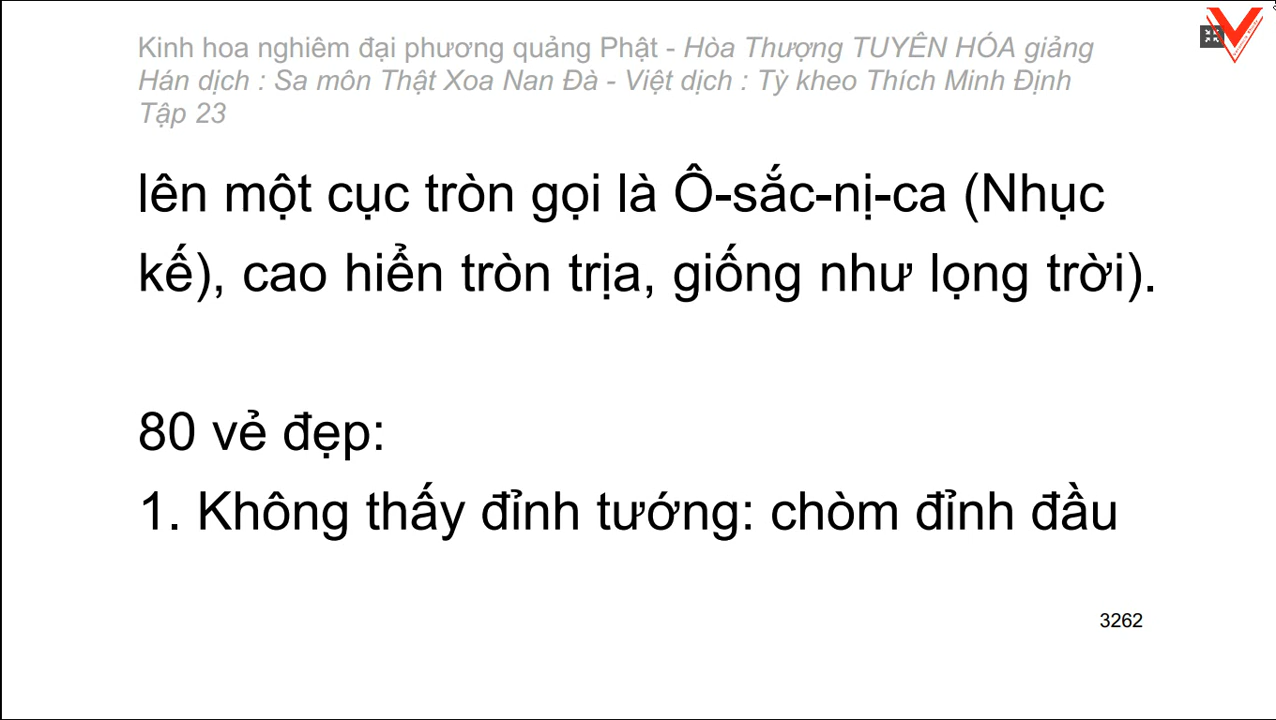 Kinh hoa nghiêm đại phương quảng Phật - Hòa Thượng TUYÊN HÓA giảng
Hán dịch : Sa môn Thật Xoa Nan Đà - Việt dịch : Tỳ kheo Thích Minh Định
Tập 23
lên một cục tròn gọi là Ô-sắc-nị-ca (Nhục
kế), cao hiển tròn trịa, giống như lọng trời).
80 vẻ đẹp:
1. Không thấy đỉnh tướng: chòm đỉnh đầu
3262